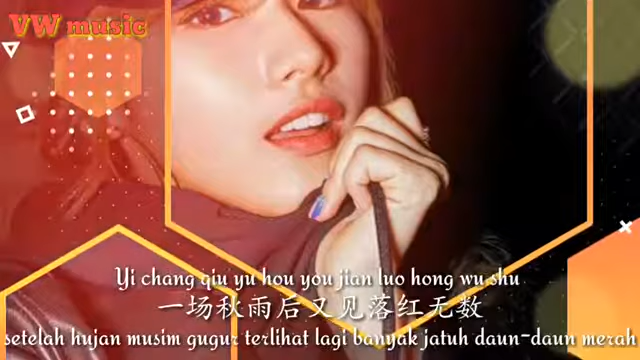 VW music
Yi chang qiu yu hou you jian luo hong wu shu
一场秋雨后又见落红无数
setelah hujan musim gugur terlihat lagi banyak jatuh daun-daun merah